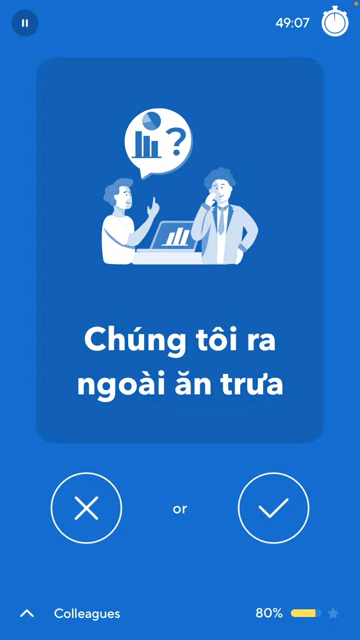 49:07
?
Chúng tôi ra
ngoài ăn trưa
or
Colleagues
80%